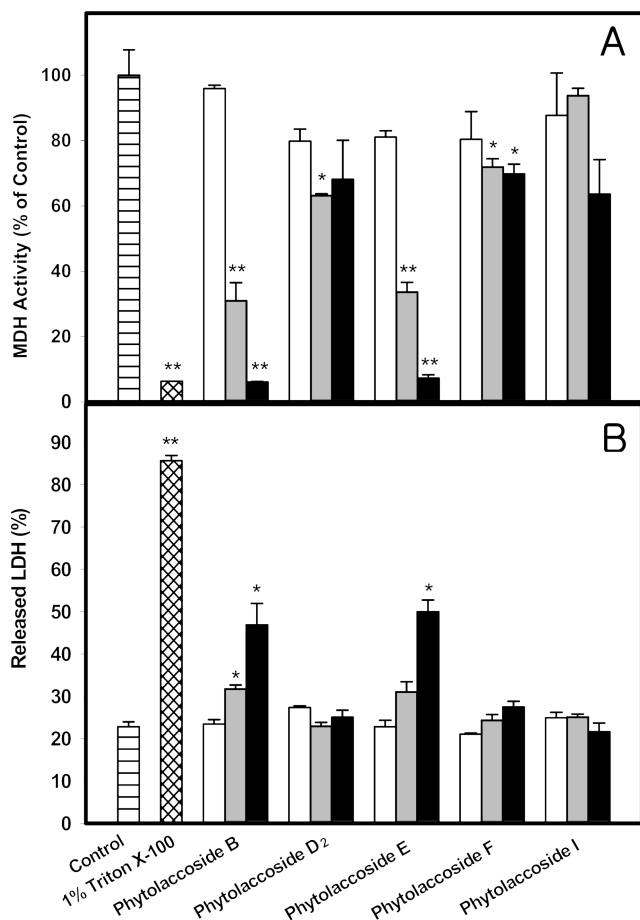 A
MDH Activity (% of Control)
100
80
60
40
20
0
**
**
**
*
**
**
*
*
B
Released LDH (%)
90
80
70
60
50
40
30
20
10
0
**
*
*
*
Control
1% Triton X-100
Phytolaccoside B
Phytolaccoside D2
Phytolaccoside E
Phytolaccoside F
Phytolaccoside I